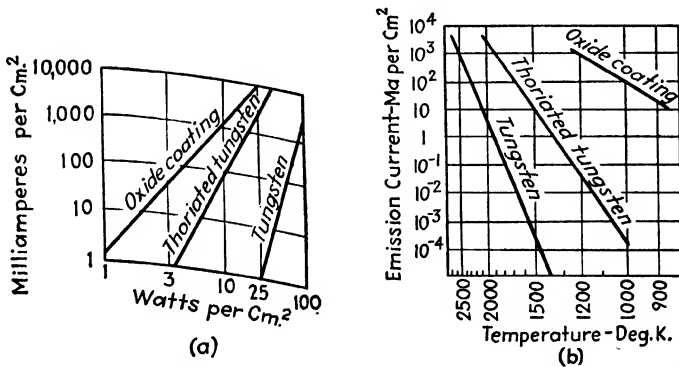 10,000
1,000
100
10
1
Milliamperes per Cm.²
Oxide coating
Thoriated tungsten
Tungsten
1 3 10 25 100
Watts per Cm.²
(a)
10⁴
10³
10²
10
1
10⁻¹
10⁻²
10⁻³
10⁻⁴
Emission Current-Ma per Cm²
Oxide coating
Thoriated tungsten
Tungsten
2500 2000 1500 1000 900
Temperature-Deg.K.
(b)